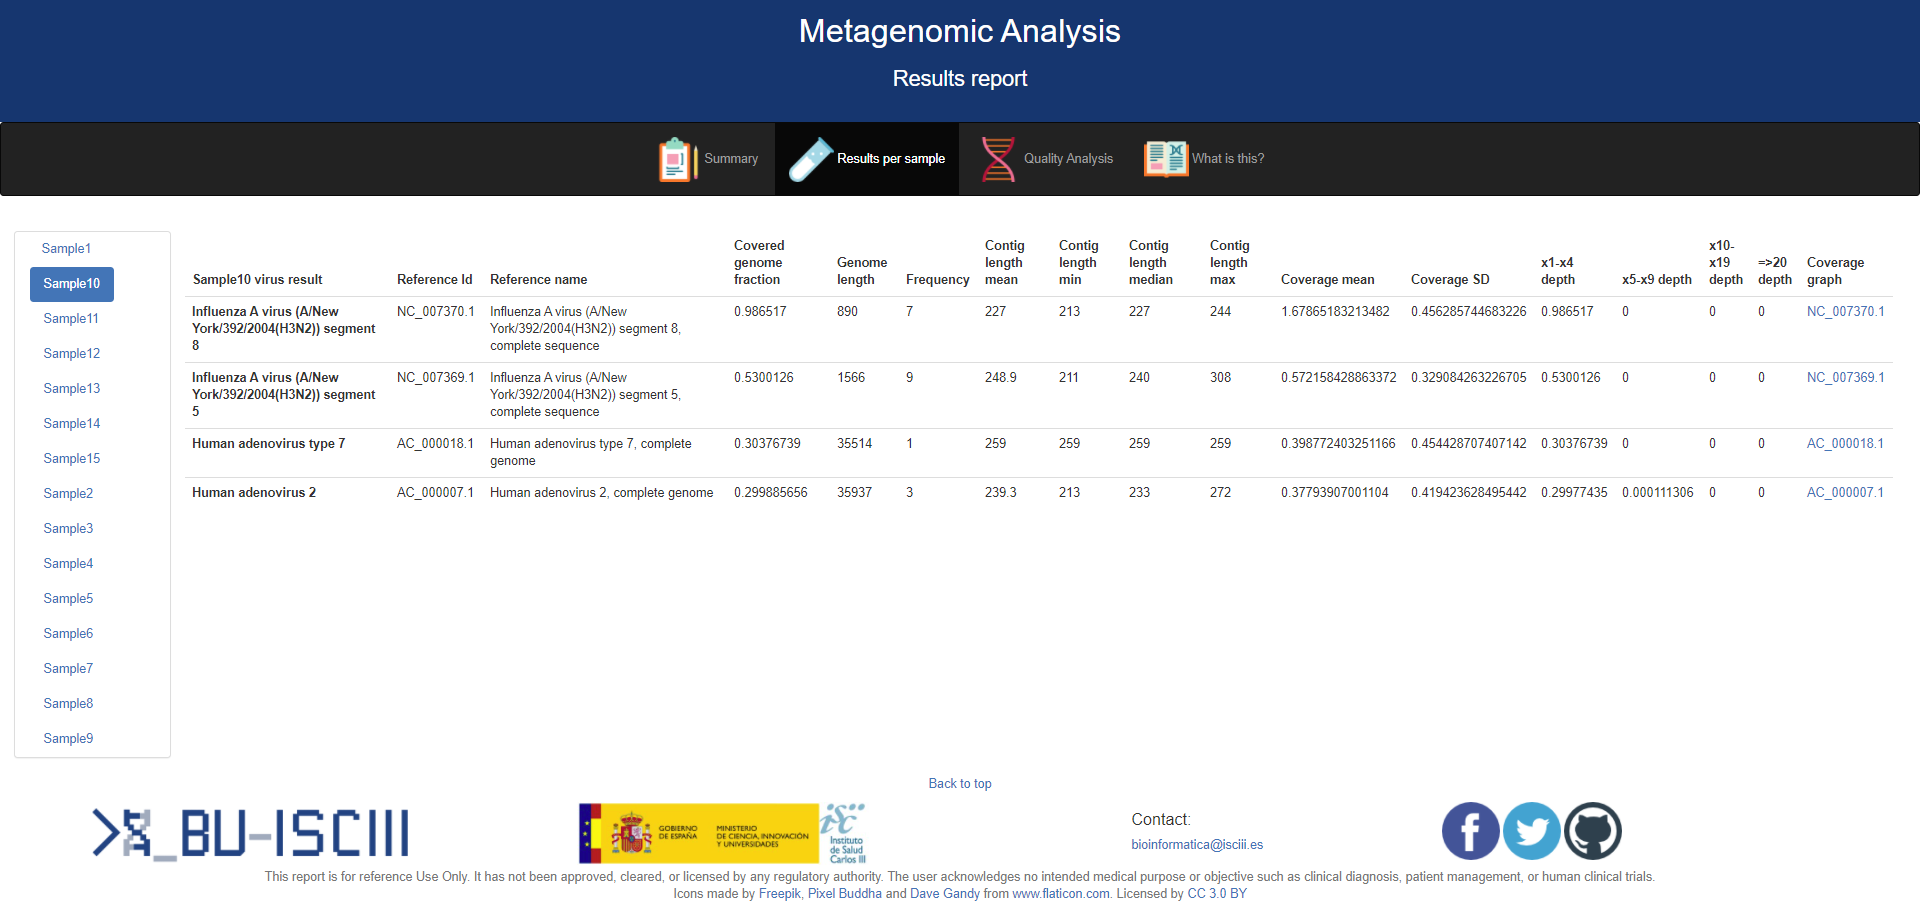 Metagenomic Analysis
Results report
Summary
Results per sample
Quality Analysis
What is this?
Sample1
Sample10
Sample11
Sample12
Sample13
Sample14
Sample15
Sample2
Sample3
Sample4
Sample5
Sample6
Sample7
Sample8
Sample9
Sample10 virus result Reference Id Reference name Covered genome fraction Genome length Frequency Contig length mean Contig length min Contig length median Contig length max Coverage mean Coverage SD x1-x4 depth x5-x9 depth x10-x19 depth =>20 depth Coverage graph
Influenza A virus (A/New York/392/2004(H3N2)) segment 8 NC_007370.1 Influenza A virus (A/New York/392/2004(H3N2)) segment 8, complete sequence 0.986517 890 7 227 213 227 244 1.67865183213482 0.456285744683226 0.986517 0 0 0 NC_007370.1
Influenza A virus (A/New York/392/2004(H3N2)) segment 5 NC_007369.1 Influenza A virus (A/New York/392/2004(H3N2)) segment 5, complete sequence 0.5300126 1566 9 248.9 211 240 308 0.572158428863372 0.329084263226705 0.5300126 0 0 0 NC_007369.1
Human adenovirus type 7 AC_000018.1 Human adenovirus type 7, complete genome 0.30376739 35514 1 259 259 259 259 0.398772403251166 0.454428707407142 0.30376739 0 0 0 AC_000018.1
Human adenovirus 2 AC_000007.1 Human adenovirus 2, complete genome 0.299885656 35937 3 239.3 213 233 272 0.37793907001104 0.419423628495442 0.29977435 0.000111306 0 0 AC_000007.1
Back to top
BU-ISCIII
GOBIERNO DE ESPAÑA
MINISTERIO DE CIENCIA, INNOVACIÓN Y UNIVERSIDADES
isc
Instituto de Salud Carlos III
Contact:
bioinformatica@isciii.es
This report is for reference Use Only. It has not been approved, cleared, or licensed by any regulatory authority. The user acknowledges no intended medical purpose or objective such as clinical diagnosis, patient management, or human clinical trials.
Icons made by Freepik, Pixel Buddha and Dave Gandy from www.flaticon.com. Licensed by CC 3.0 BY